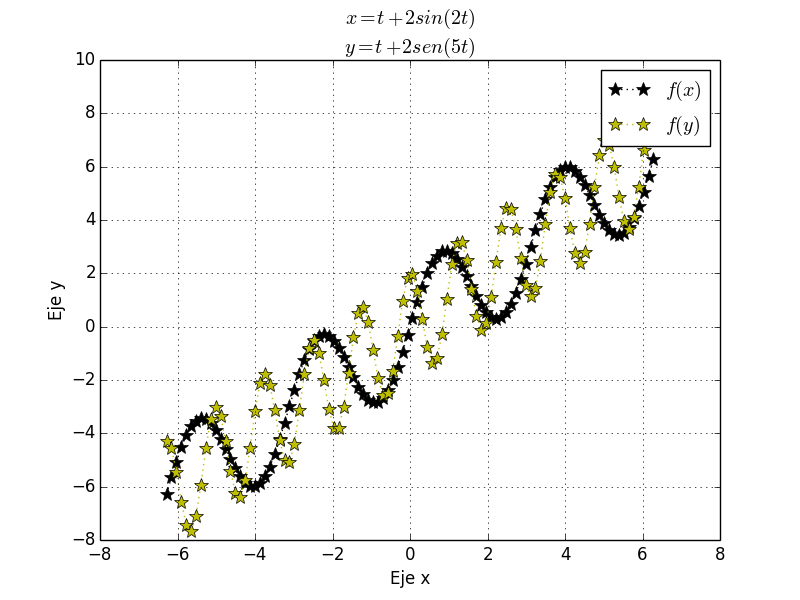 x = t + 2sin(2t)
y = t + 2sen(5t)
10
8
6
4
2
0
−2
−4
−6
−8
f(x)
f(y)
Eje y
−8 −6 −4 −2 0 2 4 6 8
Eje x